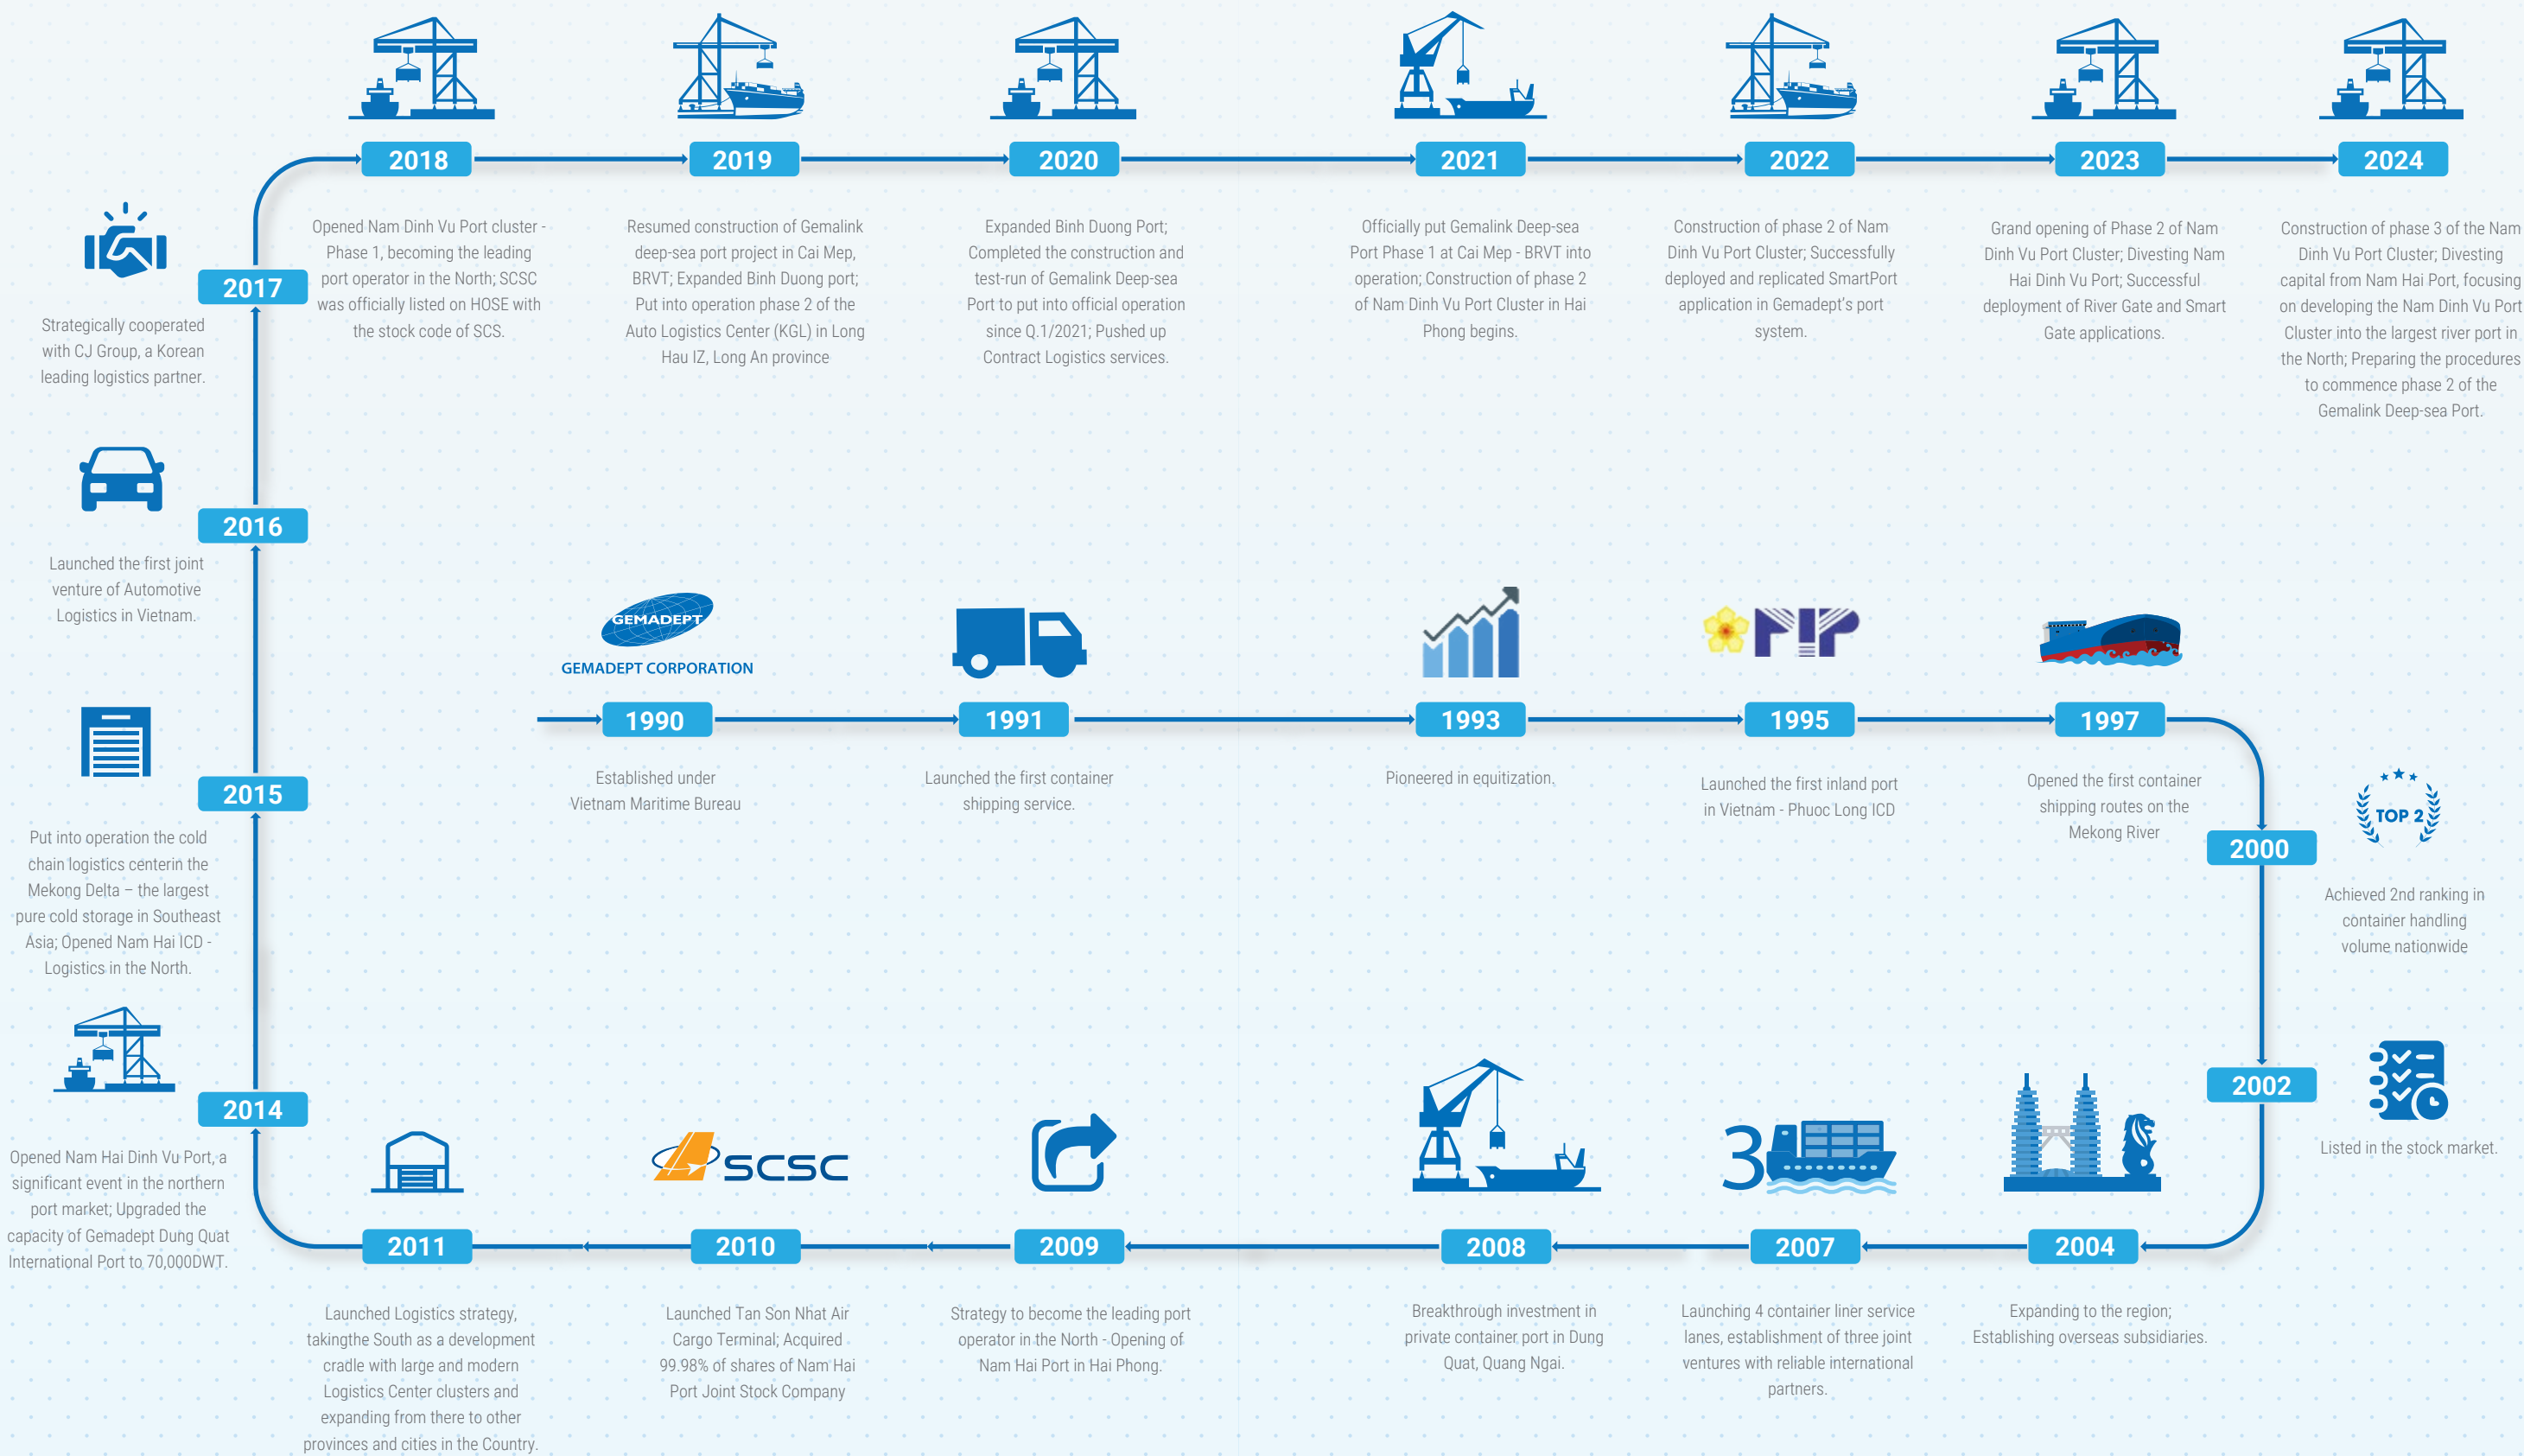 2018
Opened Nam Dinh Vu Port cluster -
Phase 1, becoming the leading
port operator in the North; SCSC
was officially listed on HOSE with
the stock code of SCS.
2019
Resumed construction of Gemalink
deep-sea port project in Cai Mep,
BRVT; Expanded Binh Duong port;
Put into operation phase 2 of the
Auto Logistics Center (KGL) in Long
Hau IZ, Long An province
2020
Expanded Binh Duong Port;
Completed the construction and
test-run of Gemalink Deep-sea
Port to put into official operation
since Q.1/2021; Pushed up
Contract Logistics services.
2021
Officially put Gemalink Deep-sea
Port Phase 1 at Cai Mep - BRVT into
operation; Construction of phase 2
of Nam Dinh Vu Port Cluster in Hai
Phong begins.
2022
Construction of phase 2 of Nam
Dinh Vu Port Cluster; Successfully
deployed and replicated SmartPort
application in Gemadept's port
system.
2023
Grand opening of Phase 2 of Nam
Dinh Vu Port Cluster; Divesting Nam
Hai Dinh Vu Port; Successful
deployment of River Gate and Smart
Gate applications.
2024
Construction of phase 3 of the Nam
Dinh Vu Port Cluster; Divesting
capital from Nam Hai Port, focusing
on developing the Nam Dinh Vu Port
Cluster into the largest river port in
the North; Preparing the procedures
to commence phase 2 of the
Gemalink Deep-sea Port.
2017
Strategically cooperated
with CJ Group, a Korean
leading logistics partner.
2016
Launched the first joint
venture of Automotive
Logistics in Vietnam.
GEMADEPT
GEMADEPT CORPORATION
1990
Established under
Vietnam Maritime Bureau
1991
Launched the first container
shipping service.
1993
Pioneered in equitization.
PIP
1995
Launched the first inland port
in Vietnam - Phuoc Long ICD
1997
Opened the first container
shipping routes on the
Mekong River
TOP 2
2000
Achieved 2nd ranking in
container handling
volume nationwide
2015
Put into operation the cold
chain logistics centerin the
Mekong Delta – the largest
pure cold storage in Southeast
Asia; Opened Nam Hai ICD -
Logistics in the North.
2002
Listed in the stock market.
2014
Opened Nam Hai Dinh Vu Port, a
significant event in the northern
port market; Upgraded the
capacity of Gemadept Dung Quat
International Port to 70,000DWT.
2011
Launched Logistics strategy,
takingthe South as a development
cradle with large and modern
Logistics Center clusters and
expanding from there to other
provinces and cities in the Country.
SCSC
2010
Launched Tan Son Nhat Air
Cargo Terminal; Acquired
99.98% of shares of Nam Hai
Port Joint Stock Company
2009
Strategy to become the leading port
operator in the North - Opening of
Nam Hai Port in Hai Phong.
2008
Breakthrough investment in
private container port in Dung
Quat, Quang Ngai.
3
2007
Launching 4 container liner service
lanes, establishment of three joint
ventures with reliable international
partners.
2004
Expanding to the region;
Establishing overseas subsidiaries.